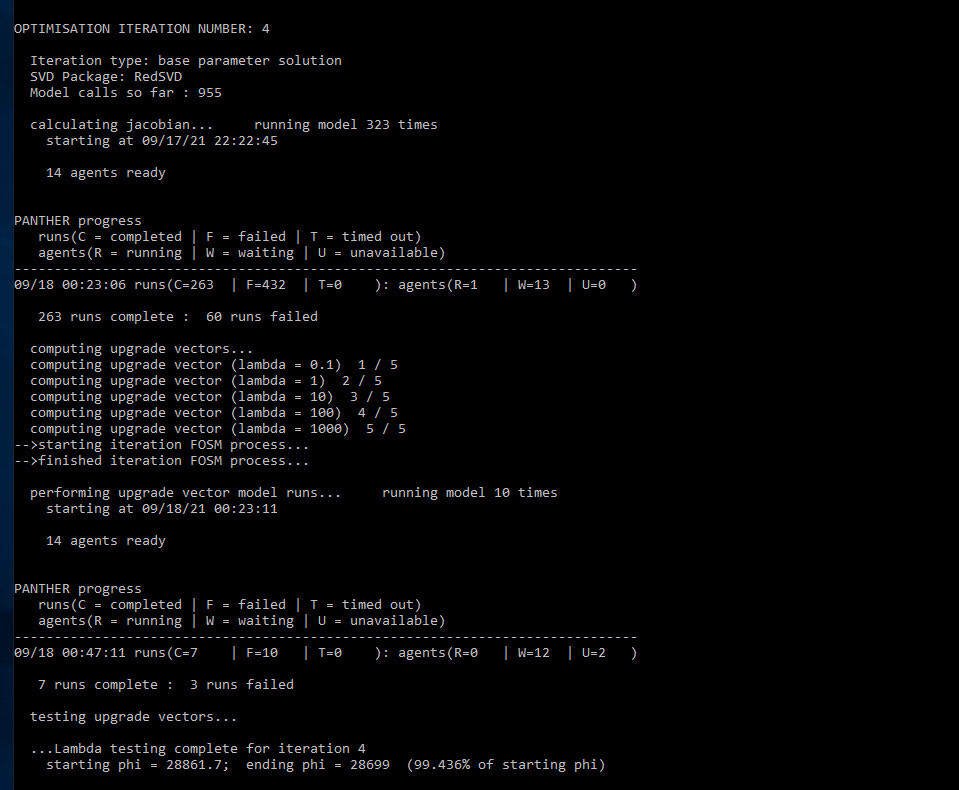 OPTIMISATION ITERATION NUMBER: 4
Iteration type: base parameter solution
SVD Package: RedSVD
Model calls so far : 955
calculating jacobian...     running model 323 times
starting at 09/17/21 22:22:45
14 agents ready
PANTHER progress
runs(C = completed | F = failed | T = timed out)
agents(R = running | W = waiting | U = unavailable)
------------------------------------------------------------------------------
09/18 00:23:06 runs(C=263  | F=432  | T=0    ): agents(R=1   | W=13  | U=0   )
263 runs complete :  60 runs failed
computing upgrade vectors...
computing upgrade vector (lambda = 0.1)  1 / 5
computing upgrade vector (lambda = 1)  2 / 5
computing upgrade vector (lambda = 10)  3 / 5
computing upgrade vector (lambda = 100)  4 / 5
computing upgrade vector (lambda = 1000)  5 / 5
-->starting iteration FOSM process...
-->finished iteration FOSM process...
performing upgrade vector model runs...     running model 10 times
starting at 09/18/21 00:23:11
14 agents ready
PANTHER progress
runs(C = completed | F = failed | T = timed out)
agents(R = running | W = waiting | U = unavailable)
------------------------------------------------------------------------------
09/18 00:47:11 runs(C=7    | F=10   | T=0    ): agents(R=0   | W=12  | U=2   )
7 runs complete :  3 runs failed
testing upgrade vectors...
...Lambda testing complete for iteration 4
starting phi = 28861.7;  ending phi = 28699  (99.436% of starting phi)